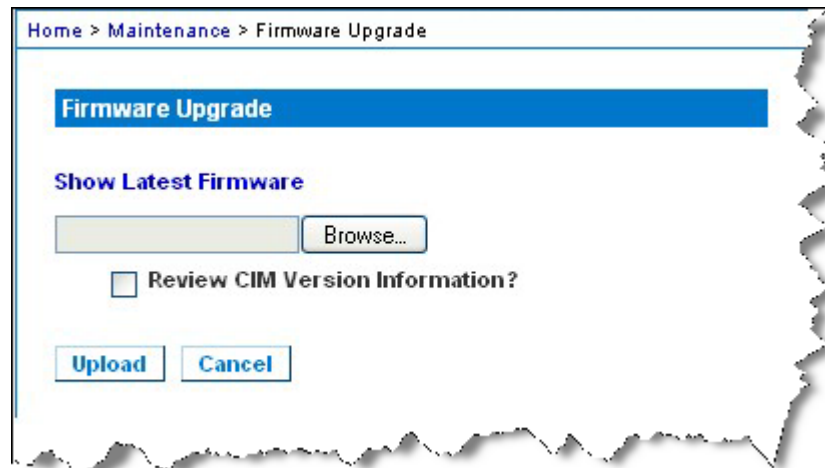 Home > Maintenance > Firmware Upgrade
Firmware Upgrade
Show Latest Firmware
Browse...
Review CIM Version Information?
Upload Cancel